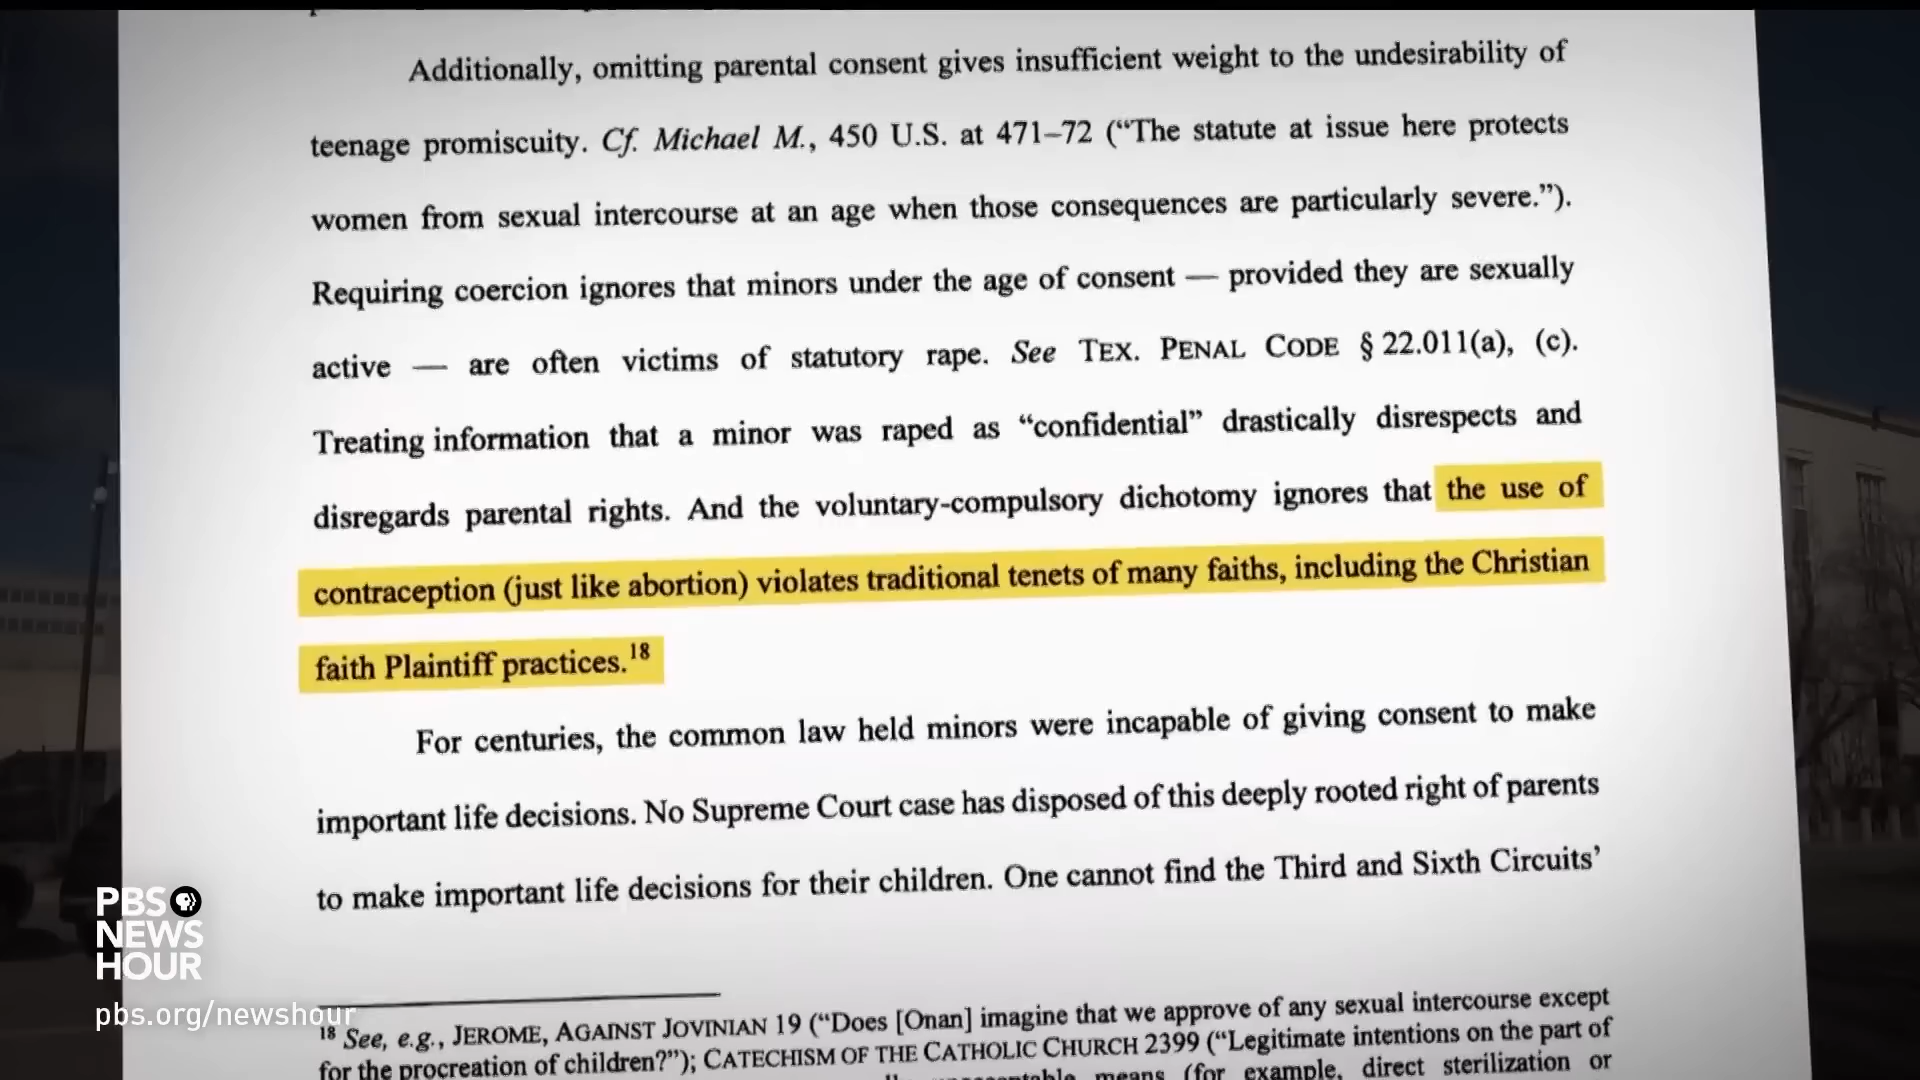 Additionally, omitting parental consent gives insufficient weight to the undesirability of
teenage promiscuity. Cf. Michael M., 450 U.S. at 471–72 (“The statute at issue here protects
women from sexual intercourse at an age when those consequences are particularly severe.”).
Requiring coercion ignores that minors under the age of consent — provided they are sexually
active — are often victims of statutory rape. See TEX. PENAL CODE § 22.011(a), (c).
Treating information that a minor was raped as “confidential” drastically disrespects and
disregards parental rights. And the voluntary-compulsory dichotomy ignores that the use of
contraception (just like abortion) violates traditional tenets of many faiths, including the Christian
faith Plaintiff practices.18
For centuries, the common law held minors were incapable of giving consent to make
important life decisions. No Supreme Court case has disposed of this deeply rooted right of parents
to make important life decisions for their children. One cannot find the Third and Sixth Circuits’
18 See, e.g., JEROME, AGAINST JOVINIAN 19 (“Does [Onan] imagine that we approve of any sexual intercourse except
for the procreation of children?”); CATECHISM OF THE CATHOLIC CHURCH 2399 (“Legitimate intentions on the part of
means (for example, direct sterilization or
PBS
NEWS
HOUR
pbs.org/newshour